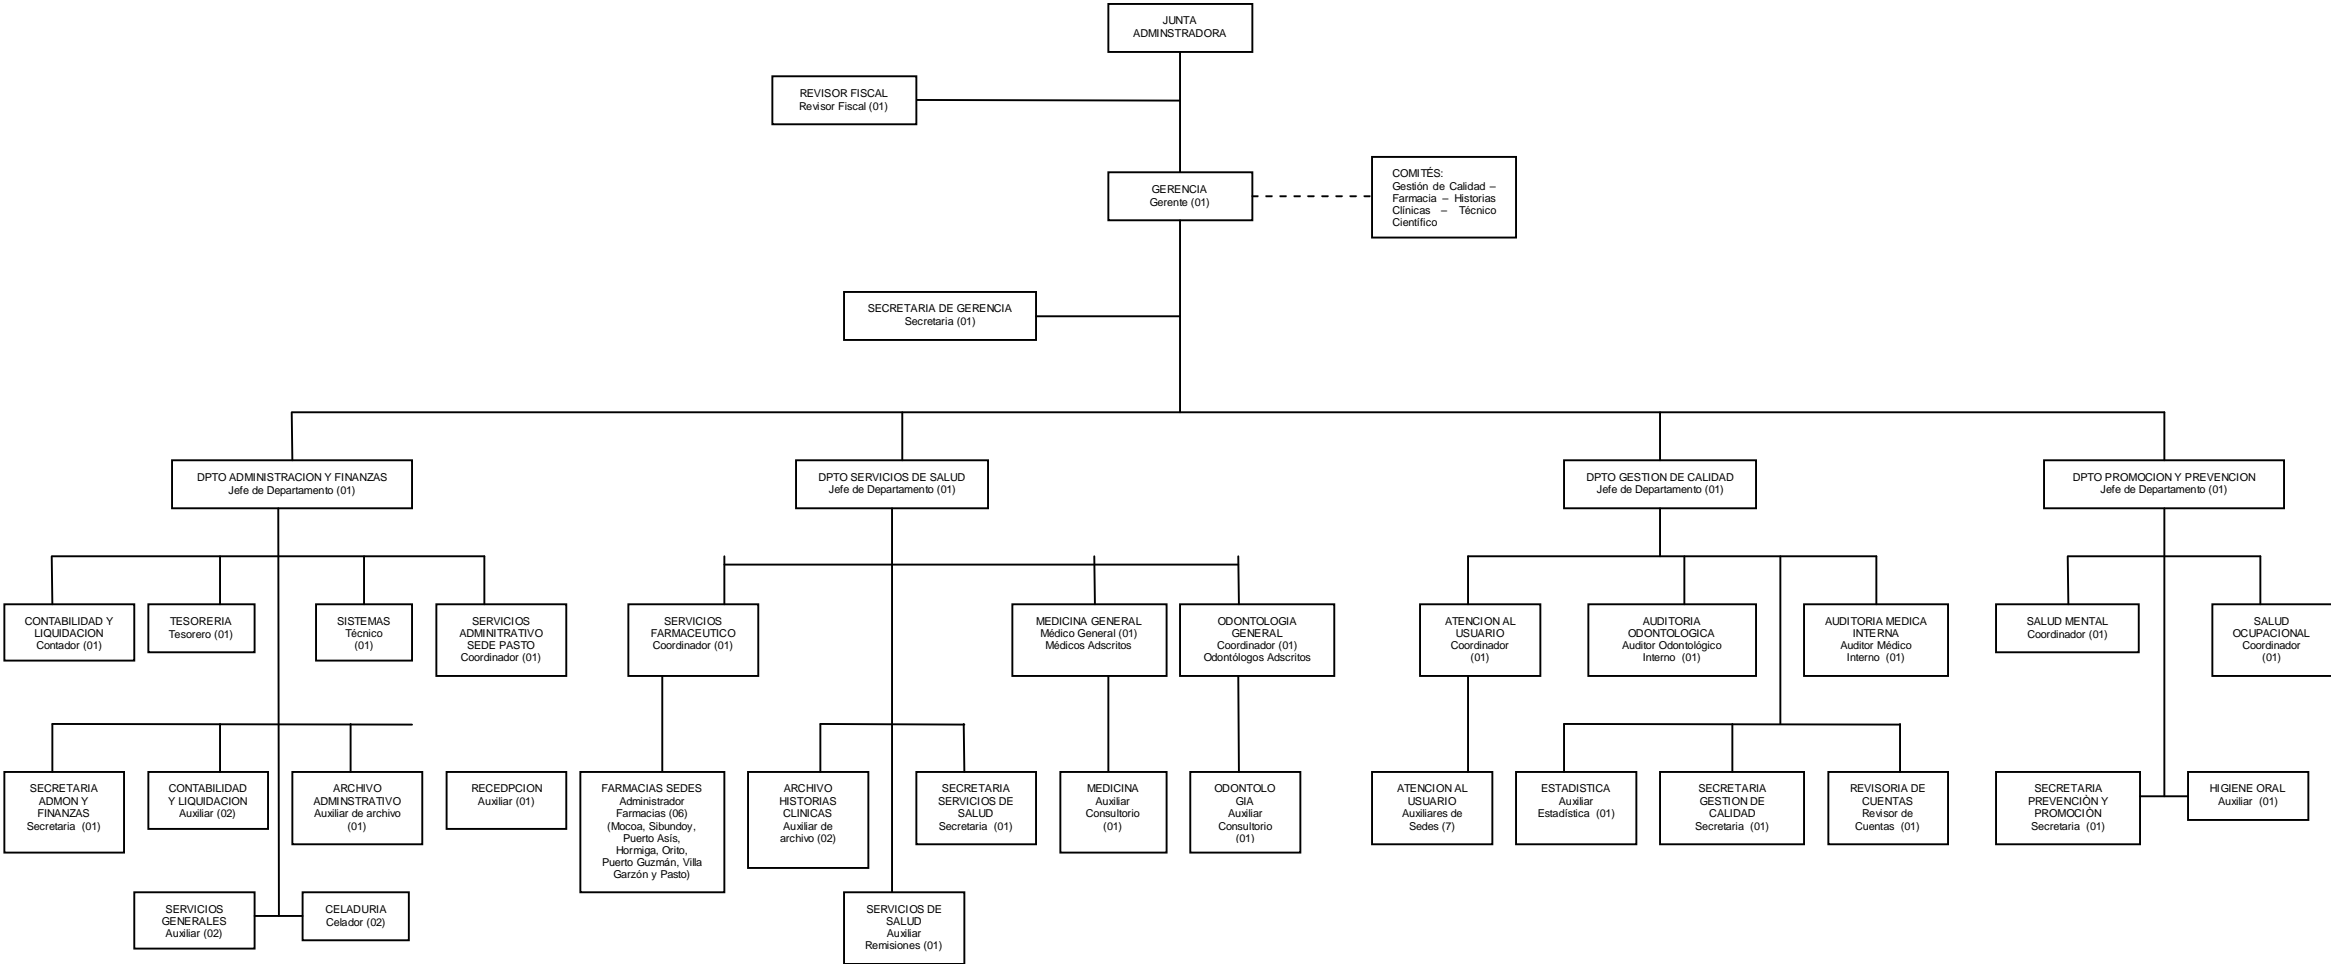 JUNTA
ADMINSTRADORA
REVISOR FISCAL
Revisor Fiscal (01)
GERENCIA
Gerente (01)
COMITÉS:
Gestión de Calidad –
Farmacia – Historias
Clínicas – Técnico
Científico
SECRETARIA DE GERENCIA
Secretaria (01)
DPTO ADMINISTRACION Y FINANZAS
Jefe de Departamento (01)
DPTO SERVICIOS DE SALUD
Jefe de Departamento (01)
DPTO GESTION DE CALIDAD
Jefe de Departamento (01)
DPTO PROMOCION Y PREVENCION
Jefe de Departamento (01)
CONTABILIDAD Y
LIQUIDACION
Contador (01)
TESORERIA
Tesorero (01)
SISTEMAS
Técnico
(01)
SERVICIOS
ADMINITRATIVO
SEDE PASTO
Coordinador (01)
SERVICIOS
FARMACEUTICO
Coordinador (01)
MEDICINA GENERAL
Médico General (01)
Médicos Adscritos
ODONTOLOGIA
GENERAL
Coordinador (01)
Odontólogos Adscritos
ATENCION AL
USUARIO
Coordinador
(01)
AUDITORIA
ODONTOLOGICA
Auditor Odontológico
Interno (01)
AUDITORIA MEDICA
INTERNA
Auditor Médico
Interno (01)
SALUD MENTAL
Coordinador (01)
SALUD
OCUPACIONAL
Coordinador
(01)
SECRETARIA
ADMON Y
FINANZAS
Secretaria (01)
CONTABILIDAD
Y LIQUIDACION
Auxiliar (02)
ARCHIVO
ADMINSTRATIVO
Auxiliar de archivo
(01)
RECEDPCION
Auxiliar (01)
FARMACIAS SEDES
Administrador
Farmacias (06)
(Mocoa, Sibundoy,
Puerto Asís,
Hormiga, Orito,
Puerto Guzmán, Villa
Garzón y Pasto)
ARCHIVO
HISTORIAS
CLINICAS
Auxiliar de
archivo (02)
SECRETARIA
SERVICIOS DE
SALUD
Secretaria (01)
MEDICINA
Auxiliar
Consultorio
(01)
ODONTOLO
GIA
Auxiliar
Consultorio
(01)
ATENCION AL
USUARIO
Auxiliares de
Sedes (7)
ESTADISTICA
Auxiliar
Estadística (01)
SECRETARIA
GESTION DE
CALIDAD
Secretaria (01)
REVISORIA DE
CUENTAS
Revisor de
Cuentas (01)
SECRETARIA
PREVENCIÓN Y
PROMOCIÓN
Secretaria (01)
HIGIENE ORAL
Auxiliar (01)
SERVICIOS
GENERALES
Auxiliar (02)
CELADURIA
Celador (02)
SERVICIOS DE
SALUD
Auxiliar
Remisiones (01)